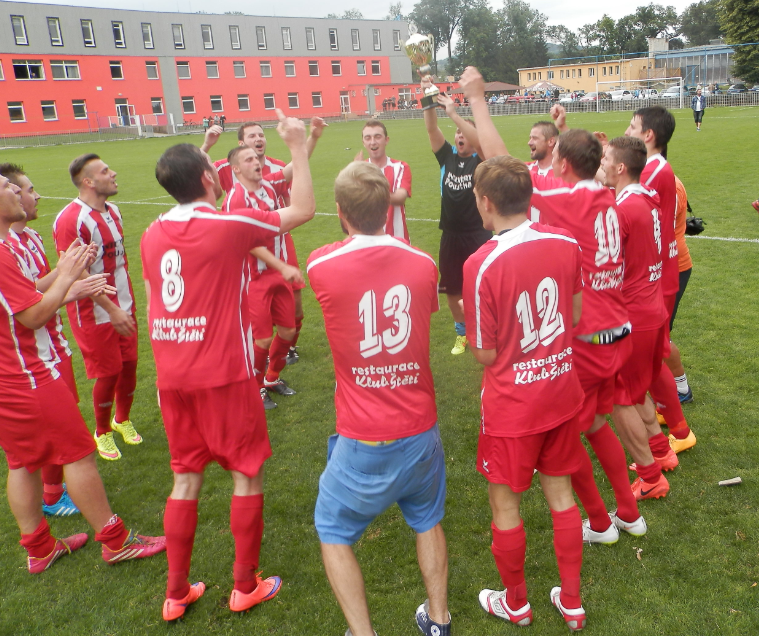 8
restaurace
Klub Štětí
13
restaurace
Klub Štětí
12
restaurace
Klub Štětí
10